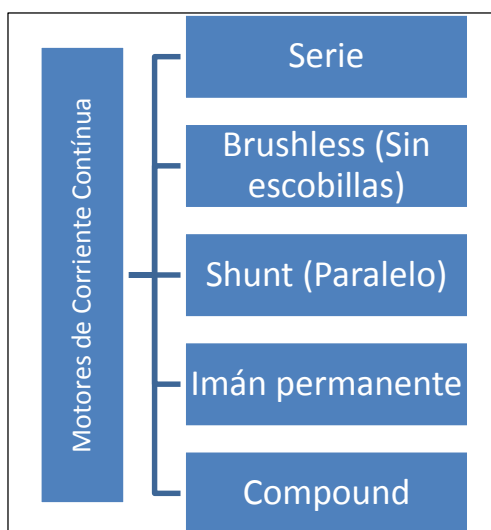 Motores de Corriente Contínua
Serie
Brushless (Sin
escobillas)
Shunt (Paralelo)
Imán permanente
Compound